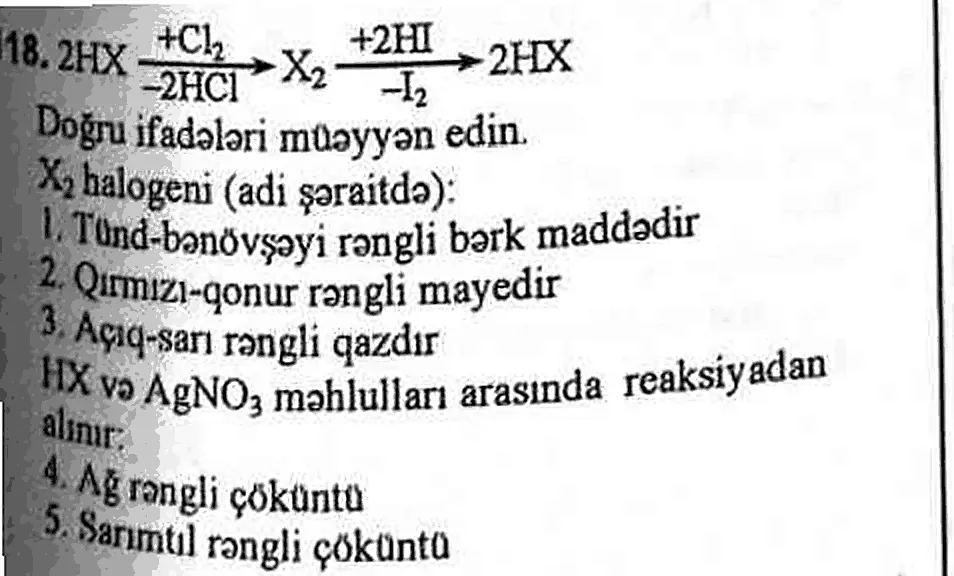 18. 2HX +Cl₂ −2HCl → X₂ +2HI −I₂ → 2HX
Doğru ifadələri müəyyən edin.
X₂ halogeni (adi şəraitdə):
1. Tünd-bənövşəyi rəngli bərk maddədir
2. Qırmızı-qonur rəngli mayedir
3. Açıq-sarı rəngli qazdır
HX və AgNO₃ məhlulları arasında reaksiyadan
alınır:
4. Ağ rəngli çöküntü
5. Sarımtıl rəngli çöküntü